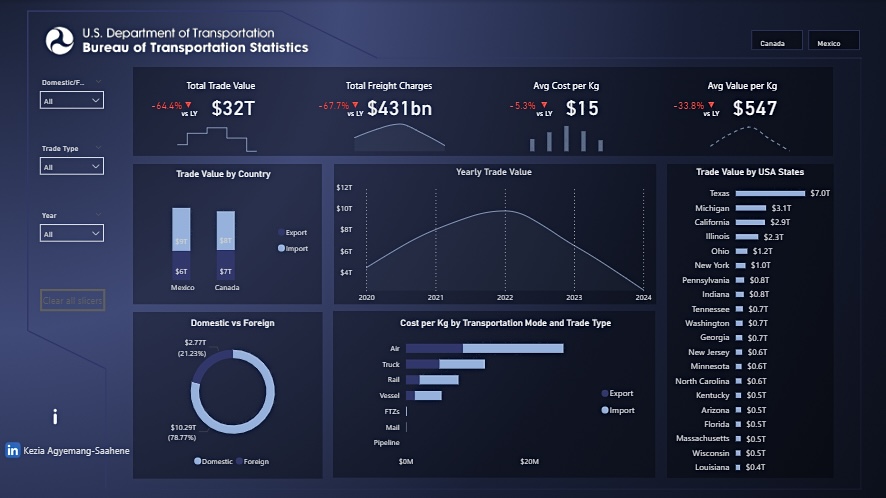 U.S. Department of Transportation
Bureau of Transportation Statistics
Canada
Mexico
Domestic/F...
All
Trade Type
All
Year
All
Clear all slicers
Total Trade Value
-64.4% ▼ vs LY $32T
Total Freight Charges
-67.7% ▼ vs LY $431bn
Avg Cost per Kg
-5.3% ▼ vs LY $15
Avg Value per Kg
-33.8% ▼ vs LY $547
Trade Value by Country
$9T
$8T
$6T
$7T
Mexico
Canada
Export
Import
Yearly Trade Value
$12T
$10T
$8T
$6T
$4T
2020
2021
2022
2023
2024
Trade Value by USA States
Texas $7.0T
Michigan $3.1T
California $2.9T
Illinois $2.3T
Ohio $1.2T
New York $1.0T
Pennsylvania $0.8T
Indiana $0.8T
Tennessee $0.7T
Washington $0.7T
Georgia $0.7T
New Jersey $0.6T
Minnesota $0.6T
North Carolina $0.6T
Kentucky $0.5T
Arizona $0.5T
Florida $0.5T
Massachusetts $0.5T
Wisconsin $0.5T
Louisiana $0.4T
Domestic vs Foreign
$2.77T
(21.23%)
$10.29T
(78.77%)
Domestic
Foreign
Cost per Kg by Transportation Mode and Trade Type
Air
Truck
Rail
Vessel
FTZs
Mail
Pipeline
$0M
$20M
Export
Import
i
in Kezia Agyemang-Saahene